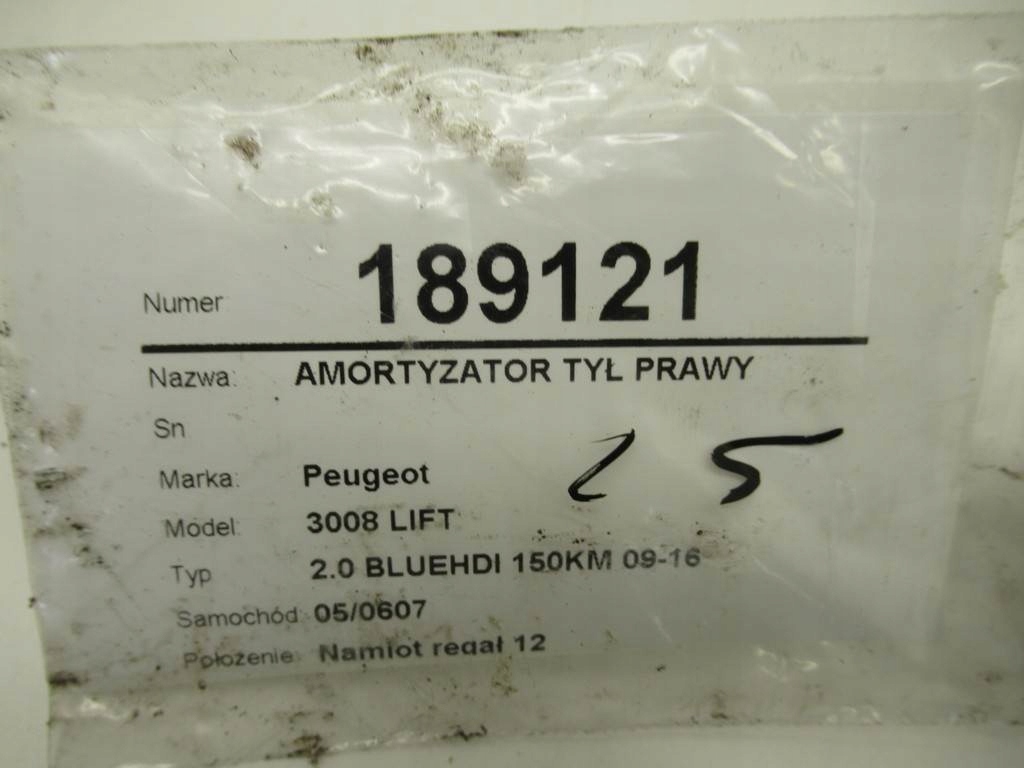 Numer 189121
Nazwa: AMORTYZATOR TYŁ PRAWY
Sn
25
Marka: Peugeot
Model: 3008 LIFT
Typ 2.0 BLUEHDI 150KM 09-16
Samochód: 05/0607
Położenie: Namiot regał 12